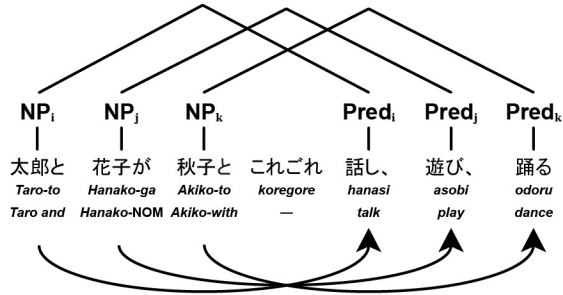 NPi NPj NPk Predi Predj Predk
太郎と 花子が 秋子と これごれ 話し、 遊び、 踊る
Taro-to Hanako-ga Akiko-to koregore hanasi asobi odoru
Taro and Hanako-NOM Akiko-with — talk play dance